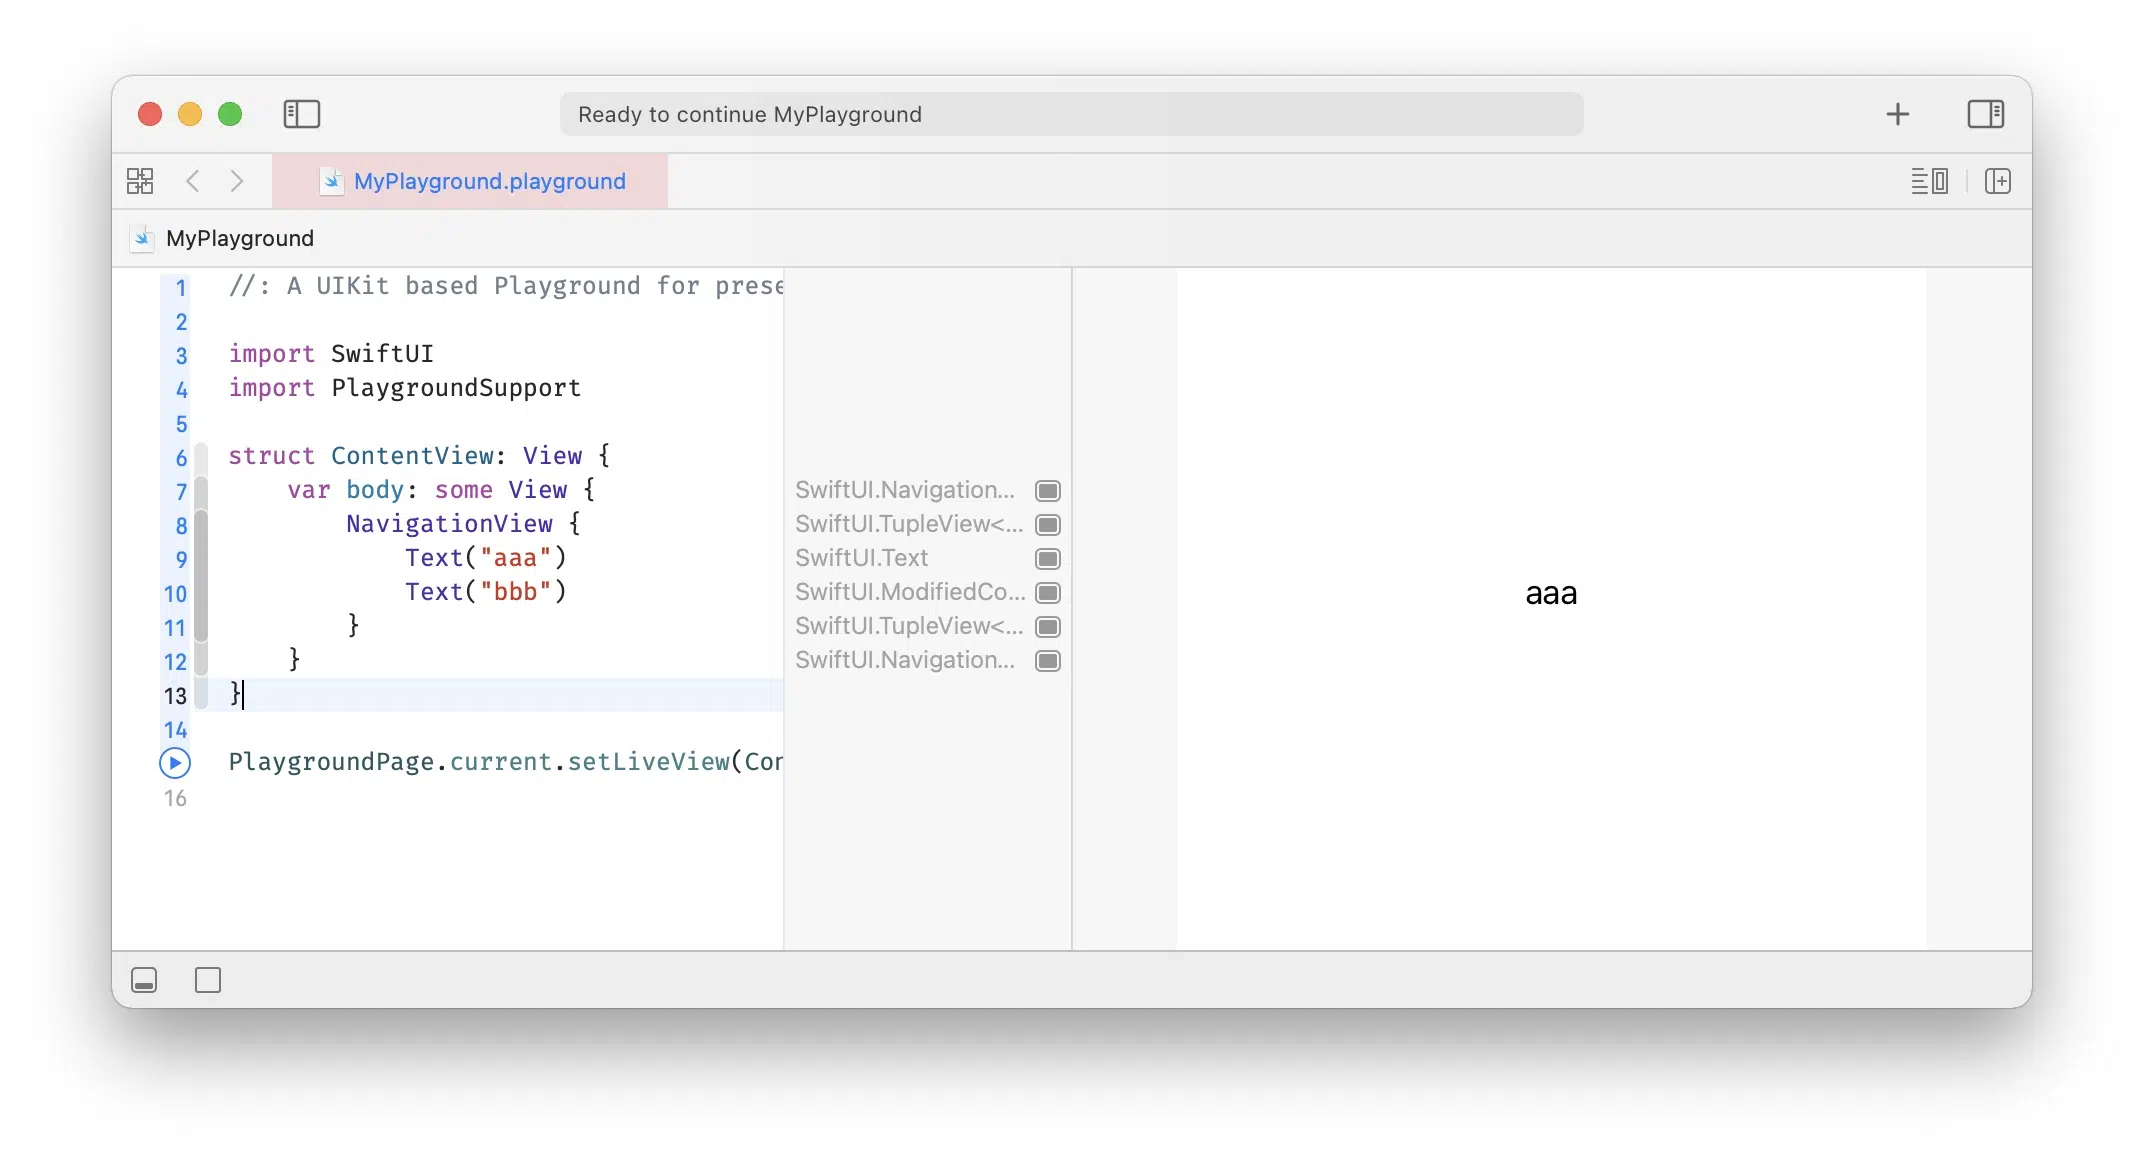 Ready to continue MyPlayground
MyPlayground.playground
MyPlayground
1 //: A UIKit based Playground for prese
2
3 import SwiftUI
4 import PlaygroundSupport
5
6 struct ContentView: View {
7     var body: some View {
8         NavigationView {
9             Text("aaa")
10             Text("bbb")
11         }
12     }
13 }
14
PlaygroundPage.current.setLiveView(Con
16
SwiftUI.Navigation...
SwiftUI.TupleView<...
SwiftUI.Text
SwiftUI.ModifiedCo...
SwiftUI.TupleView<...
SwiftUI.Navigation...
aaa